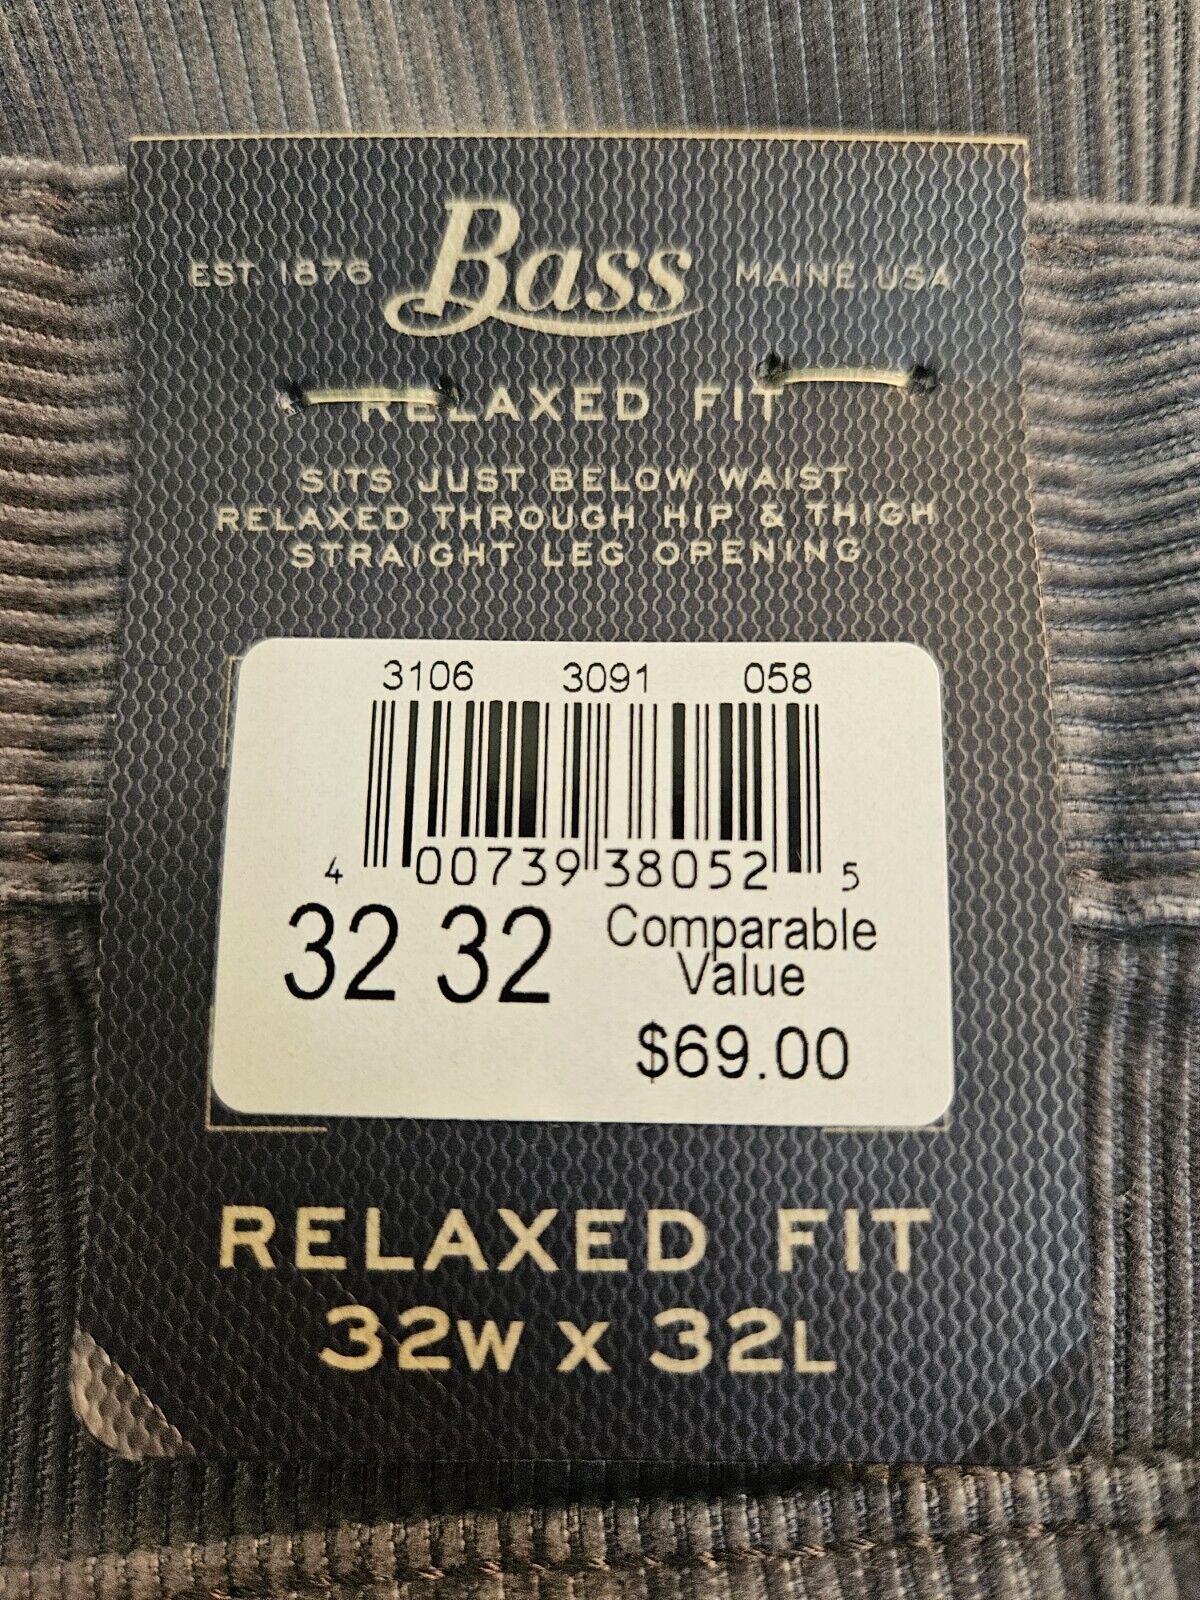 EST. 1876 Bass MAINE, USA
RELAXED FIT
SITS JUST BELOW WAIST
RELAXED THROUGH HIP & THIGH
STRAIGHT LEG OPENING
3106 3091 058
4 00739 38052 5
32 32 Comparable
Value
$69.00
RELAXED FIT
32W X 32L